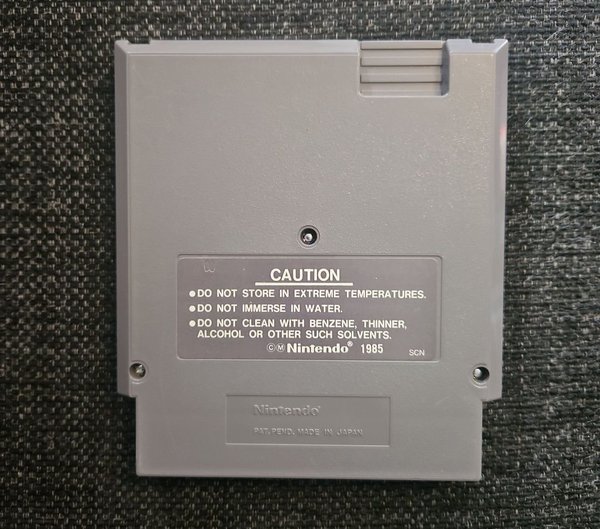 CAUTION
●DO NOT STORE IN EXTREME TEMPERATURES.
●DO NOT IMMERSE IN WATER.
●DO NOT CLEAN WITH BENZENE, THINNER,
ALCOHOL OR OTHER SUCH SOLVENTS.
©Ⓜ Nintendo® 1985 SCN
Nintendo®
PAT. PEND. MADE IN JAPAN